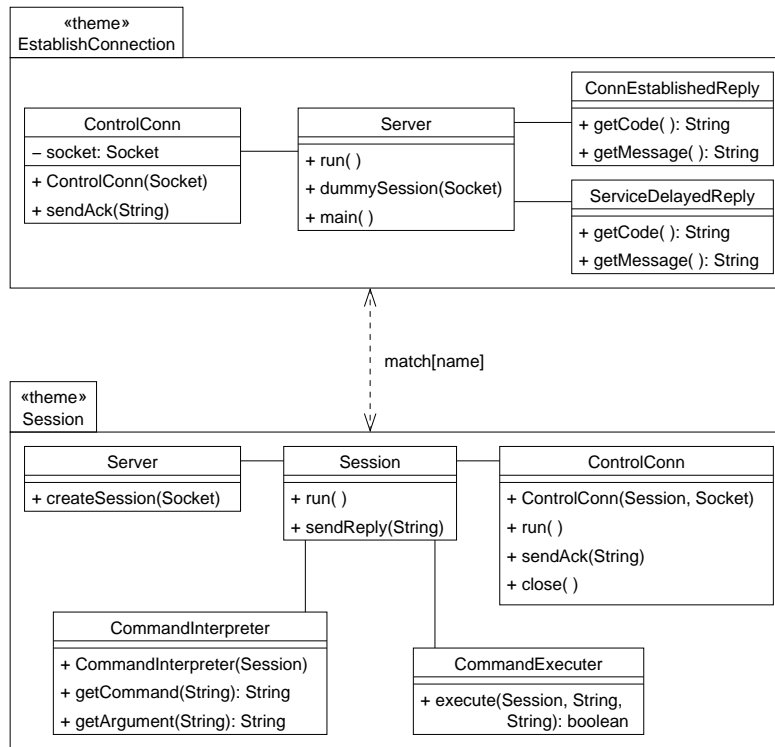 «theme»
EstablishConnection
ControlConn
– socket: Socket
+ ControlConn(Socket)
+ sendAck(String)
Server
+ run( )
+ dummySession(Socket)
+ main( )
ConnEstablishedReply
+ getCode( ): String
+ getMessage( ): String
ServiceDelayedReply
+ getCode( ): String
+ getMessage( ): String
match[name]
«theme»
Session
Server
+ createSession(Socket)
Session
+ run( )
+ sendReply(String)
ControlConn
+ ControlConn(Session, Socket)
+ run( )
+ sendAck(String)
+ close( )
CommandInterpreter
+ CommandInterpreter(Session)
+ getCommand(String): String
+ getArgument(String): String
CommandExecuter
+ execute(Session, String,
String): boolean